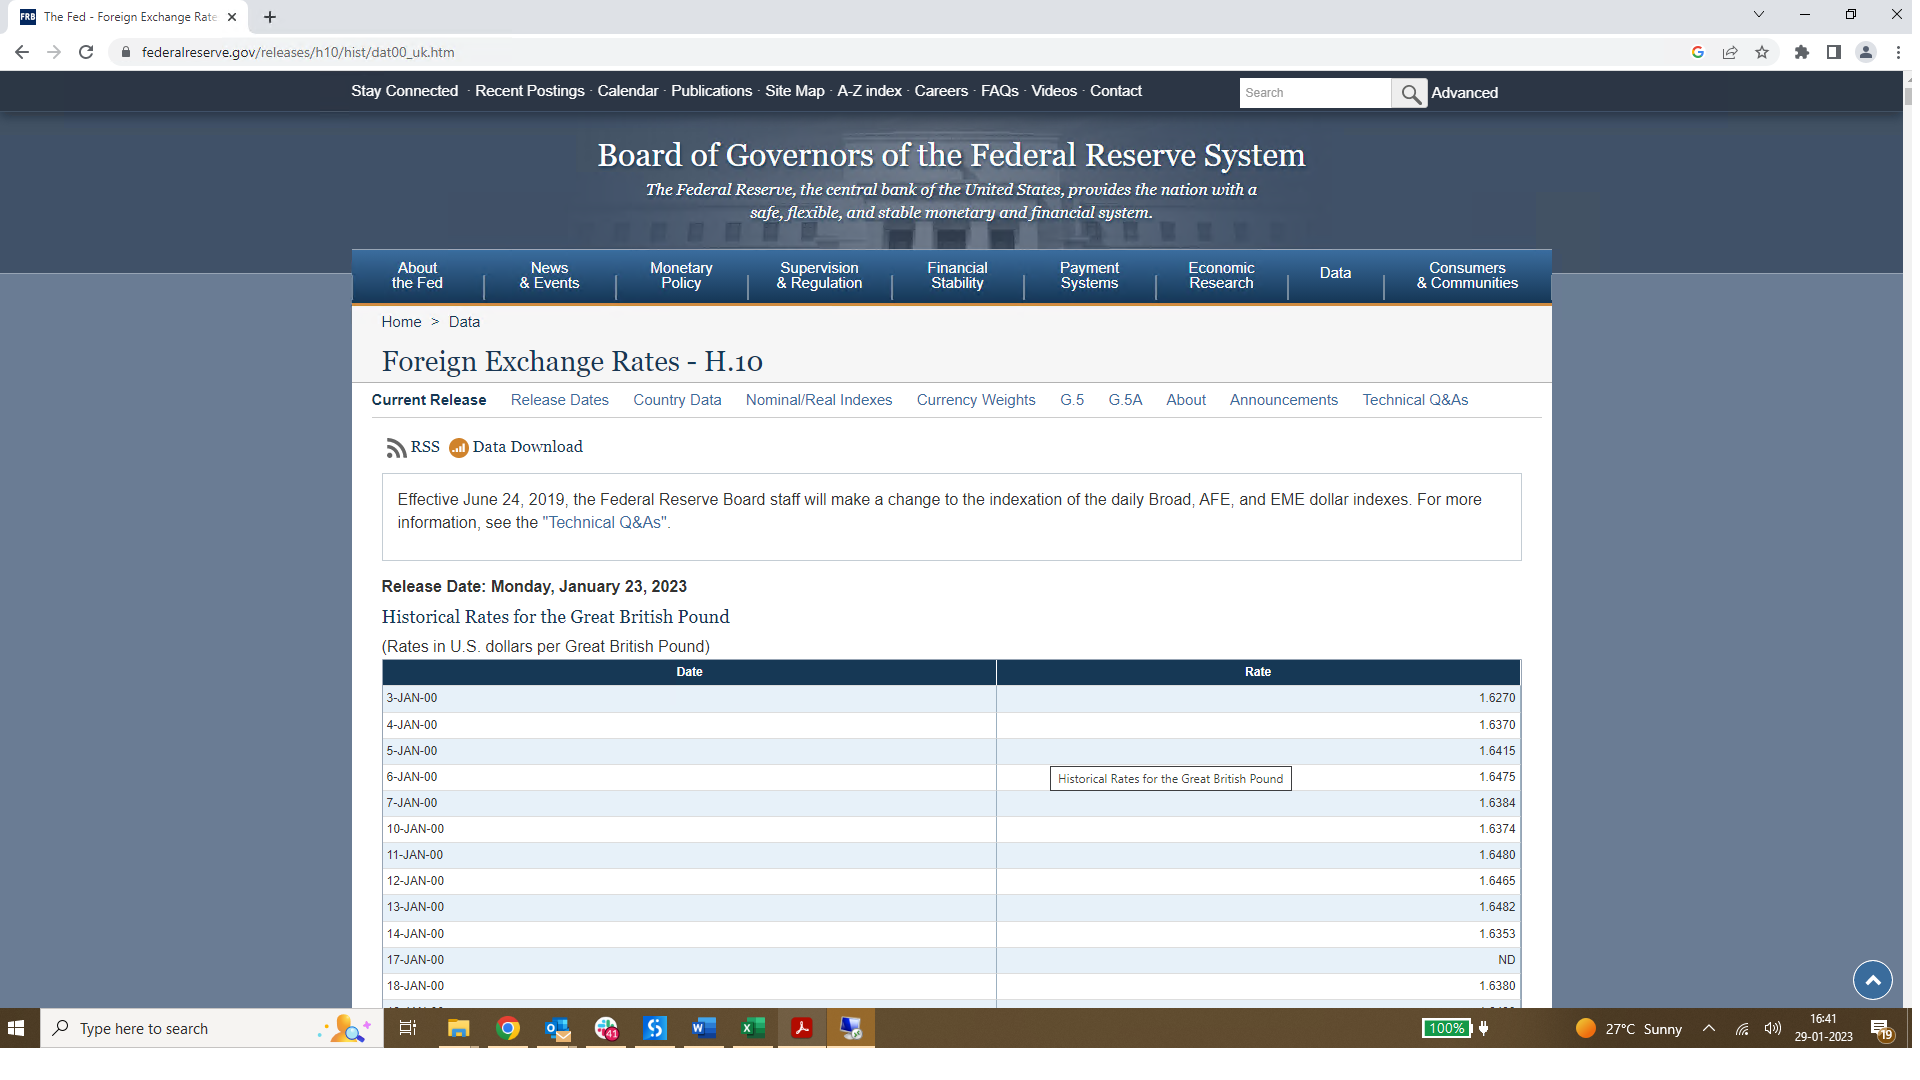 FRB The Fed - Foreign Exchange Rate
federalreserve.gov/releases/h10/hist/dat00_uk.htm
Stay Connected · Recent Postings · Calendar · Publications · Site Map · A-Z index · Careers · FAQs · Videos · Contact
Search
Advanced
Board of Governors of the Federal Reserve System
The Federal Reserve, the central bank of the United States, provides the nation with a
safe, flexible, and stable monetary and financial system.
About
the Fed
News
& Events
Monetary
Policy
Supervision
& Regulation
Financial
Stability
Payment
Systems
Economic
Research
Data
Consumers
& Communities
Home > Data
Foreign Exchange Rates - H.10
Current Release Release Dates Country Data Nominal/Real Indexes Currency Weights G.5 G.5A About Announcements Technical Q&As
RSS Data Download
Effective June 24, 2019, the Federal Reserve Board staff will make a change to the indexation of the daily Broad, AFE, and EME dollar indexes. For more
information, see the "Technical Q&As".
Release Date: Monday, January 23, 2023
Historical Rates for the Great British Pound
(Rates in U.S. dollars per Great British Pound)
Date Rate
3-JAN-00 1.6270
4-JAN-00 1.6370
5-JAN-00 1.6415
6-JAN-00 1.6475
Historical Rates for the Great British Pound
7-JAN-00 1.6384
10-JAN-00 1.6374
11-JAN-00 1.6480
12-JAN-00 1.6465
13-JAN-00 1.6482
14-JAN-00 1.6353
17-JAN-00 ND
18-JAN-00 1.6380
Type here to search
41
100%
27°C Sunny
16:41
29-01-2023
19